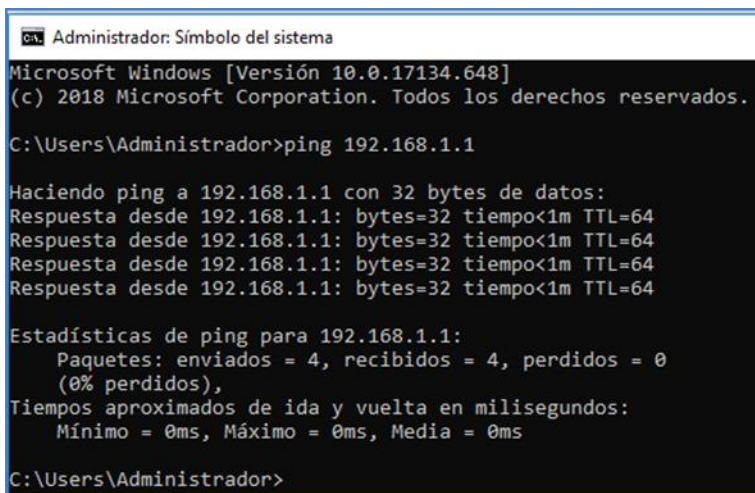 Administrador: Símbolo del sistema
Microsoft Windows [Versión 10.0.17134.648]
(c) 2018 Microsoft Corporation. Todos los derechos reservados.
C:\Users\Administrador>ping 192.168.1.1
Haciendo ping a 192.168.1.1 con 32 bytes de datos:
Respuesta desde 192.168.1.1: bytes=32 tiempo<1m TTL=64
Respuesta desde 192.168.1.1: bytes=32 tiempo<1m TTL=64
Respuesta desde 192.168.1.1: bytes=32 tiempo<1m TTL=64
Respuesta desde 192.168.1.1: bytes=32 tiempo<1m TTL=64
Estadísticas de ping para 192.168.1.1:
    Paquetes: enviados = 4, recibidos = 4, perdidos = 0
    (0% perdidos),
Tiempos aproximados de ida y vuelta en milisegundos:
    Mínimo = 0ms, Máximo = 0ms, Media = 0ms
C:\Users\Administrador>